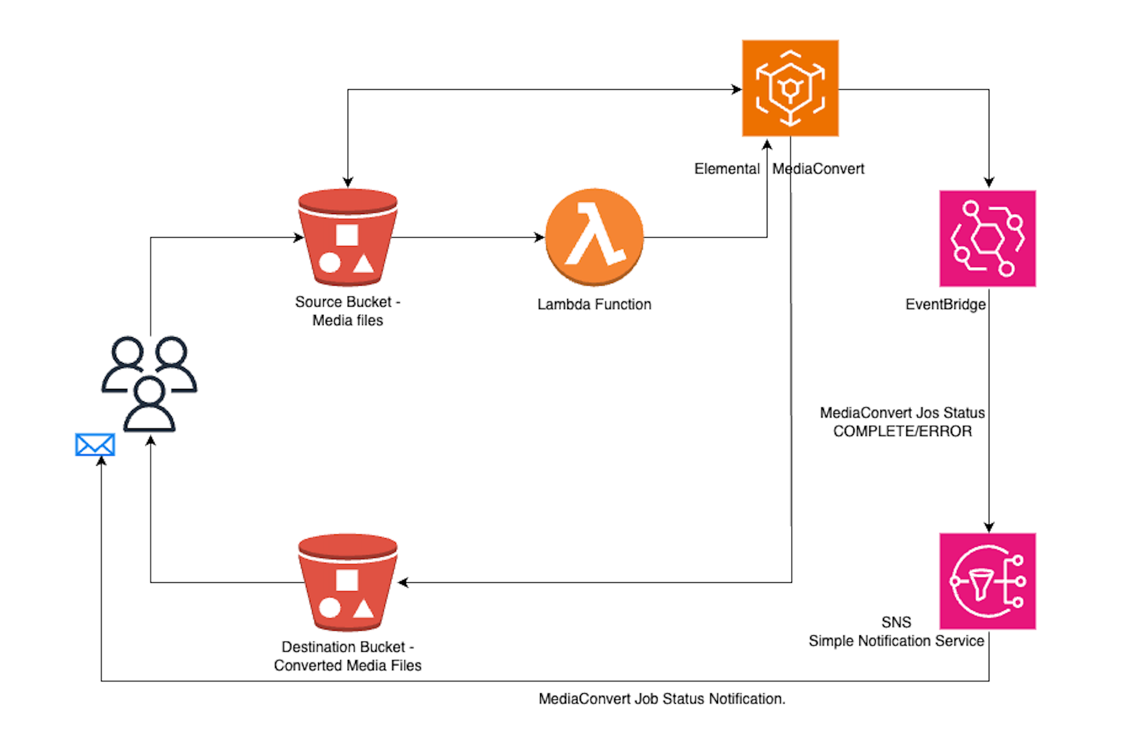 Elemental MediaConvert
Source Bucket -
Media files
Lambda Function
EventBridge
MediaConvert Jos Status
COMPLETE/ERROR
SNS
Simple Notification Service
Destination Bucket -
Converted Media Files
MediaConvert Job Status Notification.